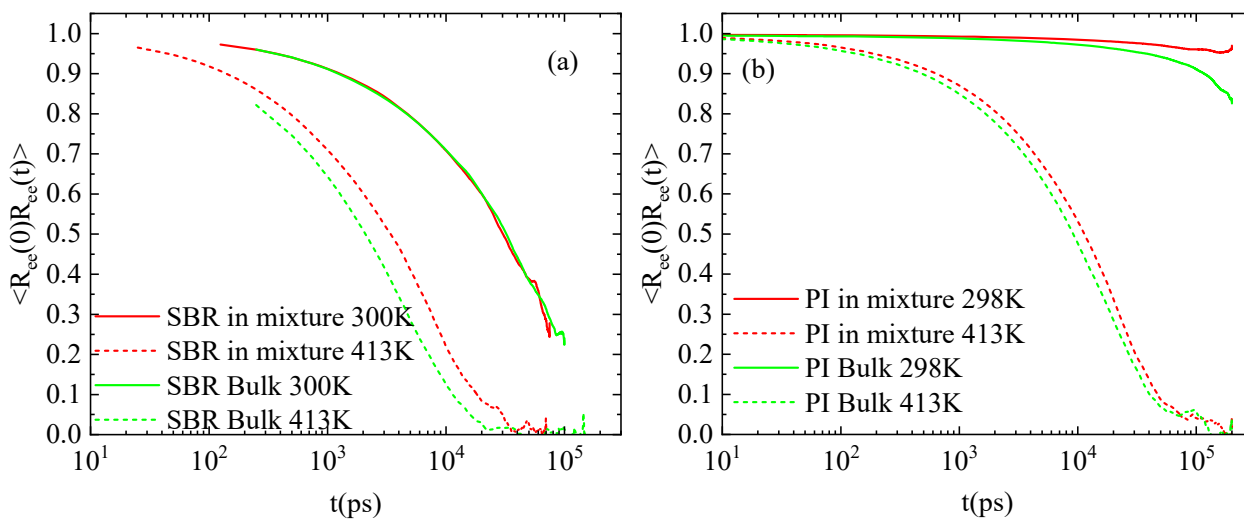 1.0
0.9
0.8
0.7
0.6
0.5
0.4
0.3
0.2
0.1
0.0
<R_ee(0)R_ee(t)>
(a)
SBR in mixture 300K
SBR in mixture 413K
SBR Bulk 300K
SBR Bulk 413K
10^1
10^2
10^3
10^4
10^5
t(ps)
1.0
0.9
0.8
0.7
0.6
0.5
0.4
0.3
0.2
0.1
0.0
<R_ee(0)R_ee(t)>
(b)
PI in mixture 298K
PI in mixture 413K
PI Bulk 298K
PI Bulk 413K
10^1
10^2
10^3
10^4
10^5
t(ps)